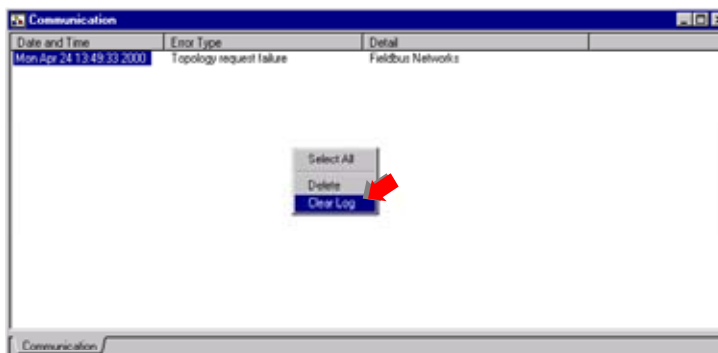 Communication
Date and Time Error Type Detail
Mon Apr 24 13:49:33 2000 Topology request failure Fieldbus Networks
Select All
Delete
Clear Log
Communication